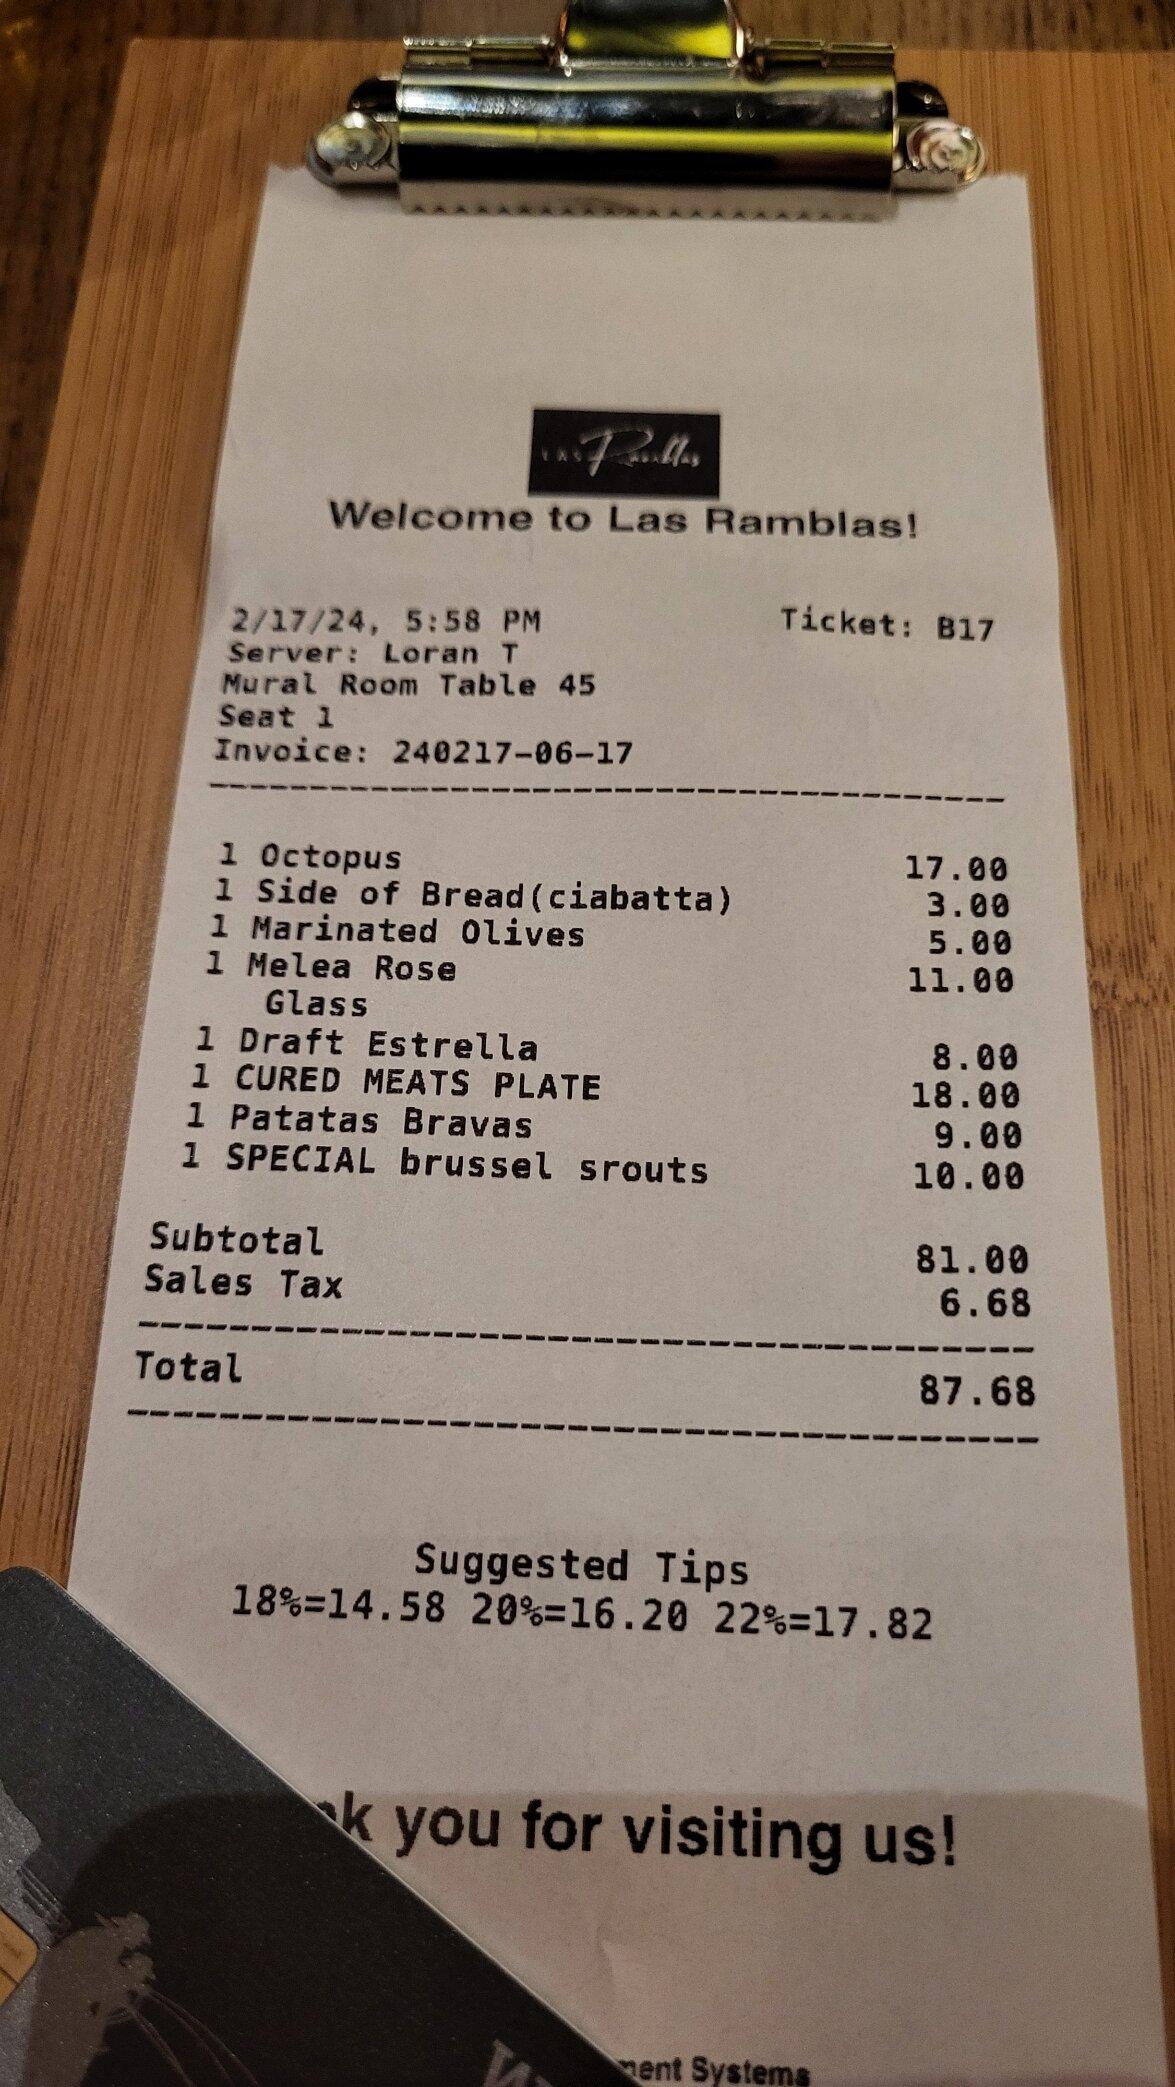 LAS Ramblas
Welcome to Las Ramblas!
2/17/24, 5:58 PM Ticket: B17
Server: Loran T
Mural Room Table 45
Seat 1
Invoice: 240217-06-17
1 Octopus 17.00
1 Side of Bread(ciabatta) 3.00
1 Marinated Olives 5.00
1 Melea Rose 11.00
Glass
1 Draft Estrella 8.00
1 CURED MEATS PLATE 18.00
1 Patatas Bravas 9.00
1 SPECIAL brussel srouts 10.00
Subtotal 81.00
Sales Tax 6.68
Total 87.68
Suggested Tips
18%=14.58 20%=16.20 22%=17.82
you for visiting us!
Systems